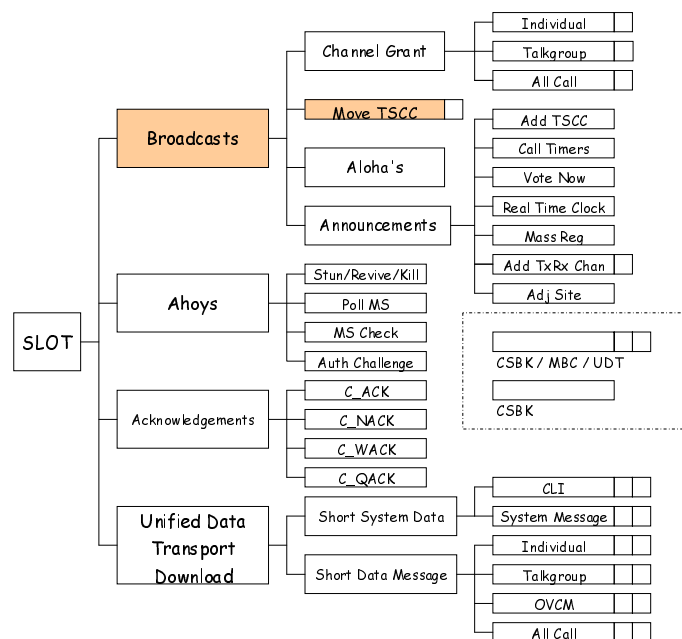 SLOT
Broadcasts
Channel Grant
Individual
Talkgroup
All Call
Move TSCC
Aloha's
Announcements
Add TSCC
Call Timers
Vote Now
Real Time Clock
Mass Reg
Add TxRx Chan
Adj Site
Ahoys
Stun/Revive/Kill
Poll MS
MS Check
Auth Challenge
Acknowledgements
C_ACK
C_NACK
C_WACK
C_QACK
Unified Data
Transport
Download
Short System Data
CLI
System Message
Short Data Message
Individual
Talkgroup
OVCM
All Call
CSBK / MBC / UDT
CSBK